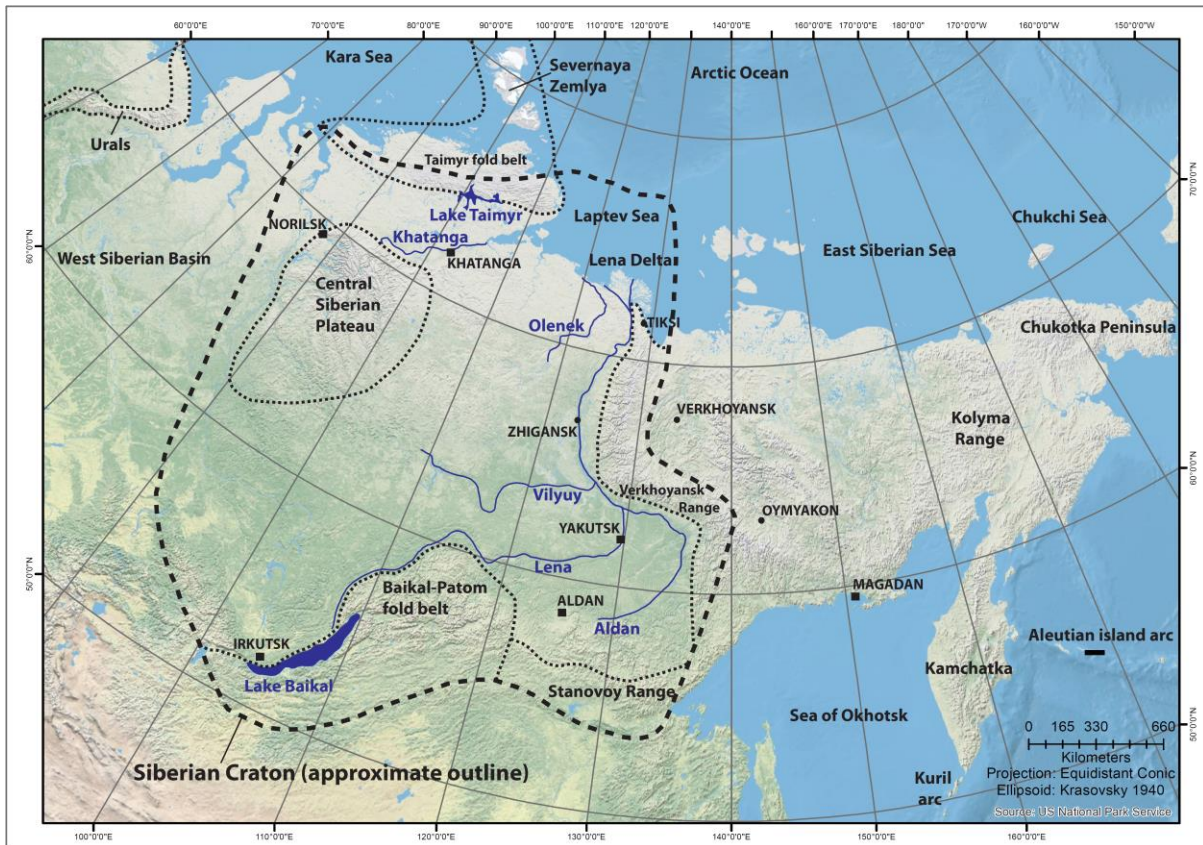 60°0'0"E
70°0'0"E
80°0'0"E
90°0'0"E
100°0'0"E
110°0'0"E
120°0'0"E
130°0'0"E
140°0'0"E
150°0'0"E
160°0'0"E
170°0'0"E
180°0'0"
170°0'0"W
160°0'0"W
150°0'0"W
Kara Sea
Severnaya
Zemlya
Arctic Ocean
Urals
Taimyr fold belt
70°0'0"N
Lake Taimyr
Laptev Sea
Chukchi Sea
NORILSK
Khatanga
60°0'0"N
West Siberian Basin
KHATANGA
East Siberian Sea
Lena Delta
Central
Siberian
Plateau
Olenek
TIKSI
Chukotka Peninsula
VERKHOYANSK
Kolyma
Range
ZHIGANSK
60°0'0"N
Vilyuy
Verkhoyansk
Range
OYMYAKON
YAKUTSK
Lena
50°0'0"N
Baikal-Patom
fold belt
MAGADAN
ALDAN
Aldan
Aleutian island arc
IRKUTSK
Kamchatka
Lake Baikal
Stanovoy Range
Sea of Okhotsk
50°0'0"N
0 165 330 660
Kilometers
Projection: Equidistant Conic
Ellipsoid: Krasovsky 1940
Source: US National Park Service
Siberian Craton (approximate outline)
Kuril
arc
100°0'0"E
110°0'0"E
120°0'0"E
130°0'0"E
140°0'0"E
150°0'0"E
160°0'0"E